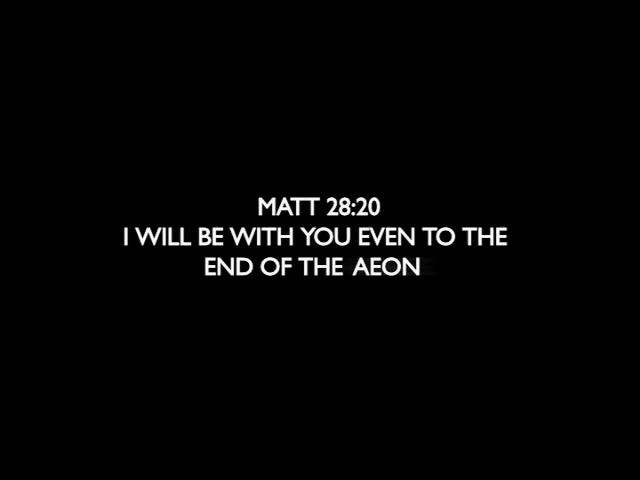 MATT 28:20
I WILL BE WITH YOU EVEN TO THE
END OF THE AEON